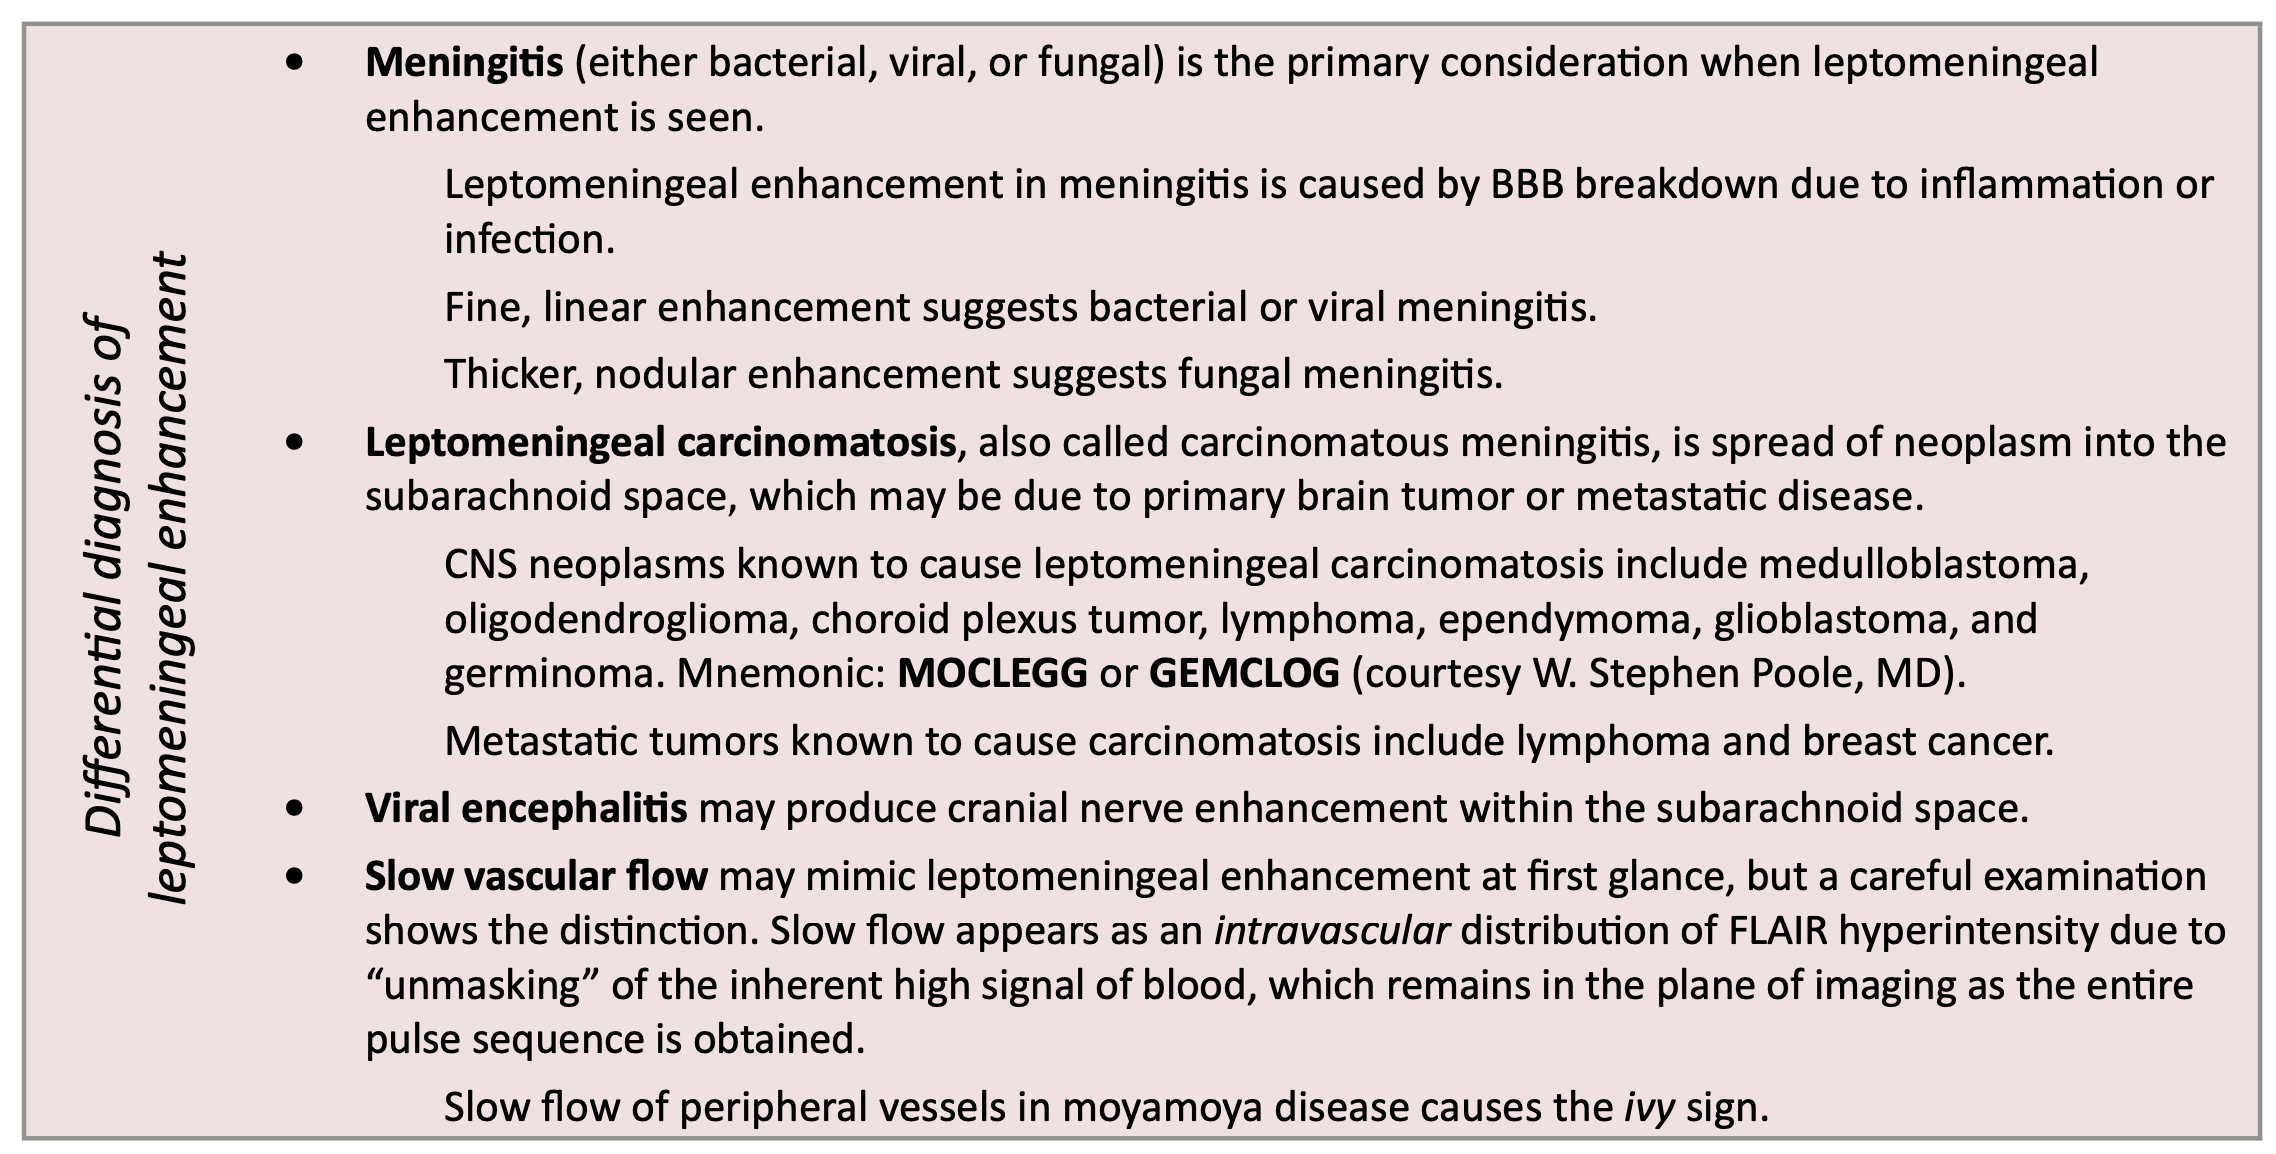 Differential diagnosis of
leptomeningeal enhancement
• Meningitis (either bacterial, viral, or fungal) is the primary consideration when leptomeningeal
enhancement is seen.
Leptomeningeal enhancement in meningitis is caused by BBB breakdown due to inflammation or
infection.
Fine, linear enhancement suggests bacterial or viral meningitis.
Thicker, nodular enhancement suggests fungal meningitis.
• Leptomeningeal carcinomatosis, also called carcinomatous meningitis, is spread of neoplasm into the
subarachnoid space, which may be due to primary brain tumor or metastatic disease.
CNS neoplasms known to cause leptomeningeal carcinomatosis include medulloblastoma,
oligodendroglioma, choroid plexus tumor, lymphoma, ependymoma, glioblastoma, and
germinoma. Mnemonic: MOCLEGG or GEMCLOG (courtesy W. Stephen Poole, MD).
Metastatic tumors known to cause carcinomatosis include lymphoma and breast cancer.
• Viral encephalitis may produce cranial nerve enhancement within the subarachnoid space.
• Slow vascular flow may mimic leptomeningeal enhancement at first glance, but a careful examination
shows the distinction. Slow flow appears as an intravascular distribution of FLAIR hyperintensity due to
“unmasking” of the inherent high signal of blood, which remains in the plane of imaging as the entire
pulse sequence is obtained.
Slow flow of peripheral vessels in moyamoya disease causes the ivy sign.